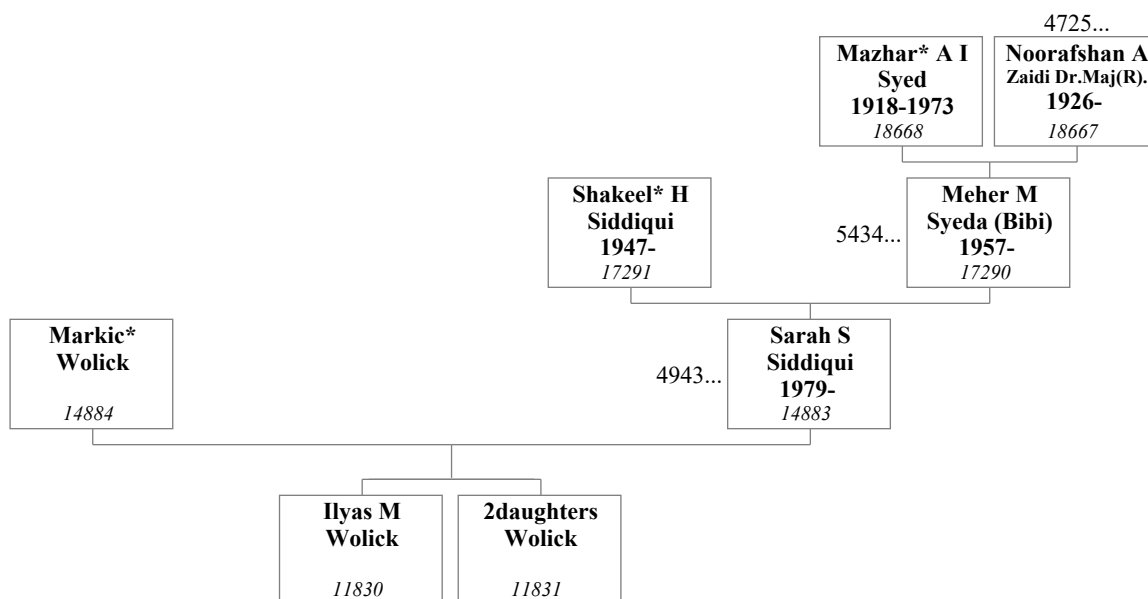 4725...
Mazhar* A I
Syed
1918-1973
18668
Noorafshan A
Zaidi Dr.Maj(R).
1926-
18667
Shakeel* H
Siddiqui
1947-
17291
5434...
Meher M
Syeda (Bibi)
1957-
17290
Markic*
Wolick
14884
4943...
Sarah S
Siddiqui
1979-
14883
Ilyas M
Wolick
11830
2daughters
Wolick
11831